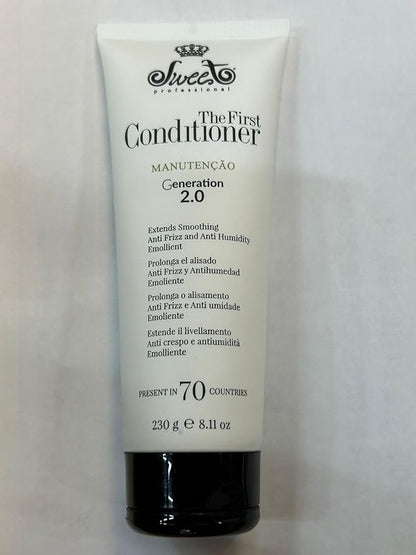 Sweet
professional
The First
Conditioner
MANUTENÇÃO
Generation
2.0
Extends Smoothing
Anti Frizz and Anti Humidity
Emollient
Prolonga el alisado
Anti Frizz y Antihumedad
Emoliente
Prolonga o alisamento
Anti Frizz e Anti umidade
Emoliente
Estende il livellamento
Anti crespo e antiumidità
Emolliente
PRESENT IN 70 COUNTRIES
230 g ℮ 8.11 oz